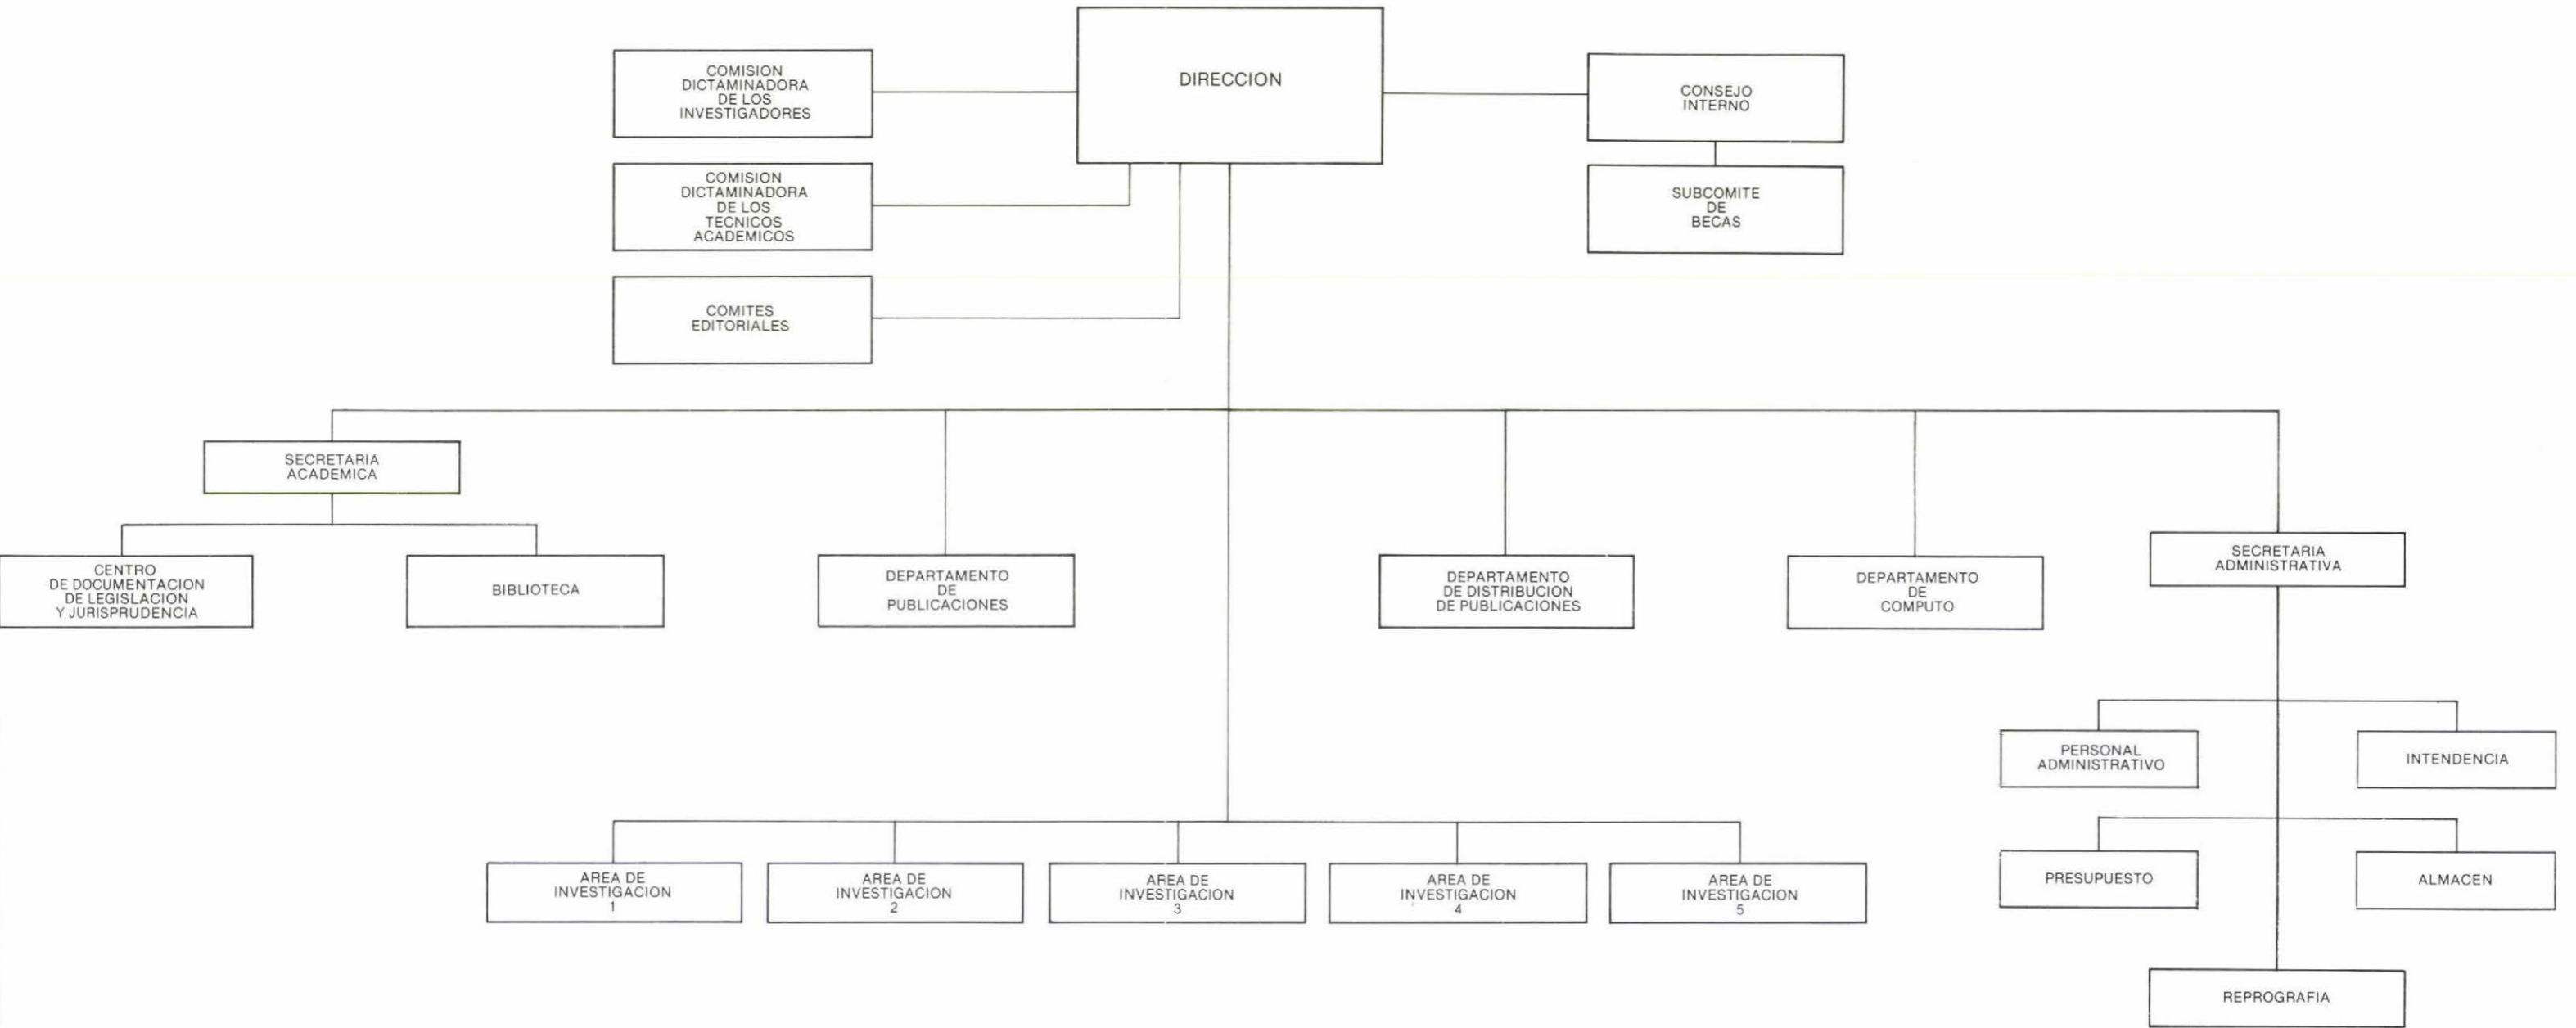 DIRECCION
COMISION
DICTAMINADORA
DE LOS
INVESTIGADORES
CONSEJO
INTERNO
COMISION
DICTAMINADORA
DE LOS
TECNICOS
ACADEMICOS
SUBCOMITE
DE
BECAS
COMITES
EDITORIALES
SECRETARIA
ACADEMICA
CENTRO
DE DOCUMENTACION
DE LEGISLACION
Y JURISPRUDENCIA
BIBLIOTECA
DEPARTAMENTO
DE
PUBLICACIONES
DEPARTAMENTO
DE DISTRIBUCION
DE PUBLICACIONES
DEPARTAMENTO
DE
COMPUTO
SECRETARIA
ADMINISTRATIVA
PERSONAL
ADMINISTRATIVO
INTENDENCIA
PRESUPUESTO
ALMACEN
AREA DE
INVESTIGACION
1
AREA DE
INVESTIGACION
2
AREA DE
INVESTIGACION
3
AREA DE
INVESTIGACION
4
AREA DE
INVESTIGACION
5
REPROGRAFIA